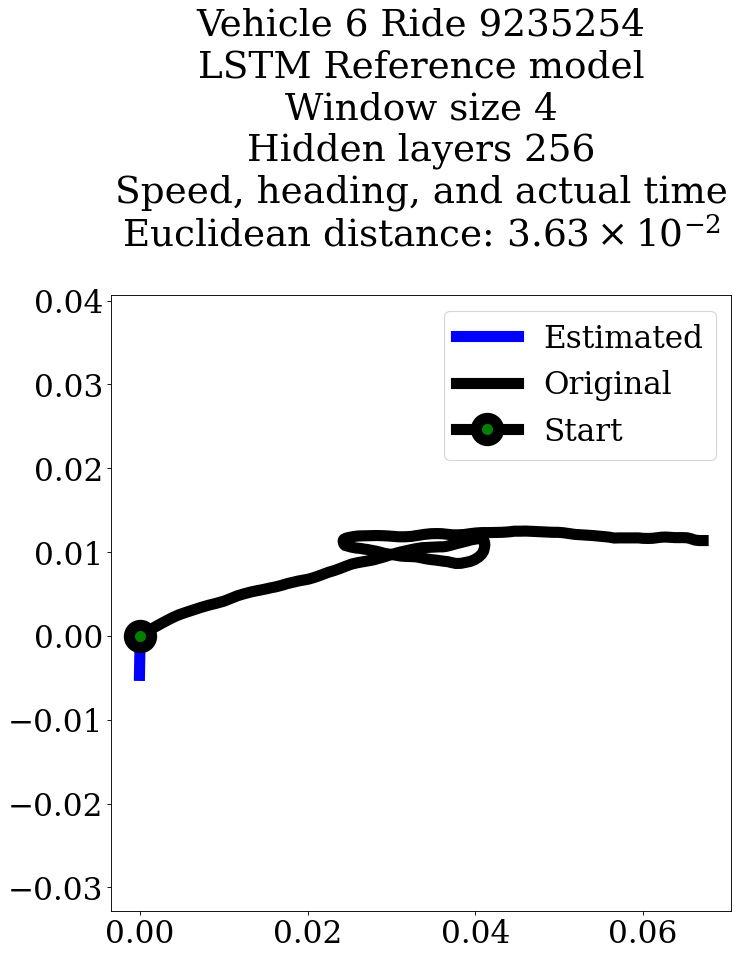 Vehicle 6 Ride 9235254
LSTM Reference model
Window size 4
Hidden layers 256
Speed, heading, and actual time
Euclidean distance: 3.63 × 10⁻²
Estimated
Original
Start
0.04
0.03
0.02
0.01
0.00
−0.01
−0.02
−0.03
0.00 0.02 0.04 0.06